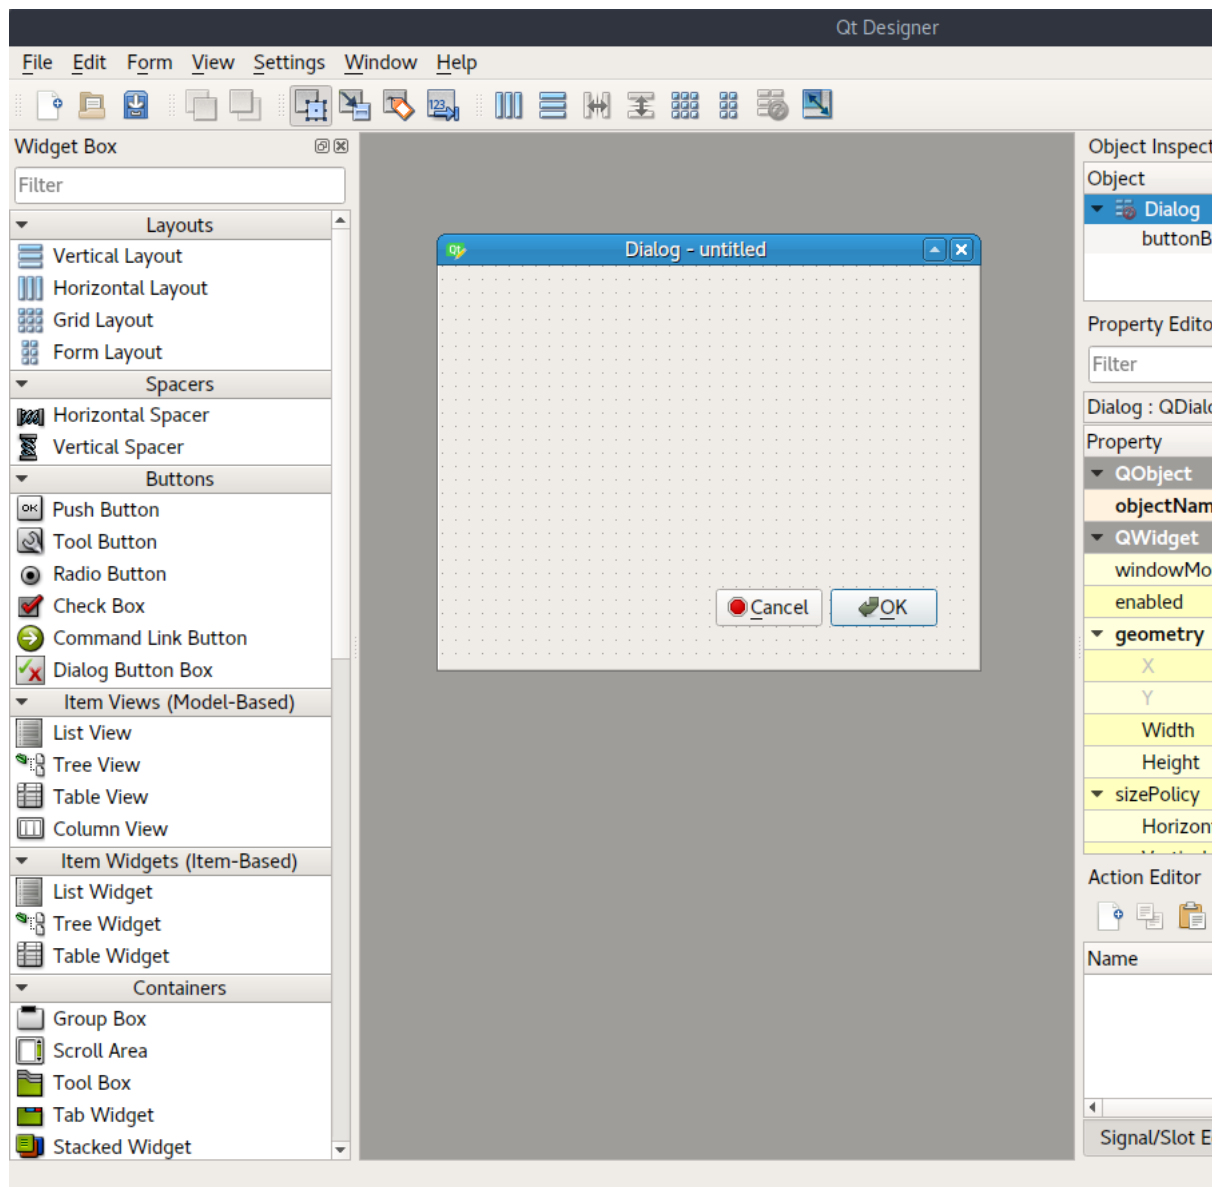 Qt Designer
File Edit Form View Settings Window Help
Widget Box
Filter
Layouts
Vertical Layout
Horizontal Layout
Grid Layout
Form Layout
Spacers
Horizontal Spacer
Vertical Spacer
Buttons
OK Push Button
Tool Button
Radio Button
Check Box
Command Link Button
Dialog Button Box
Item Views (Model-Based)
List View
Tree View
Table View
Column View
Item Widgets (Item-Based)
List Widget
Tree Widget
Table Widget
Containers
Group Box
Scroll Area
Tool Box
Tab Widget
Stacked Widget
Dialog - untitled
Cancel OK
Object Inspect
Object
Dialog
buttonB
Property Edito
Filter
Dialog : QDialo
Property
QObject
objectNam
QWidget
windowMo
enabled
geometry
X
Y
Width
Height
sizePolicy
Horizon
Action Editor
Name
Signal/Slot E